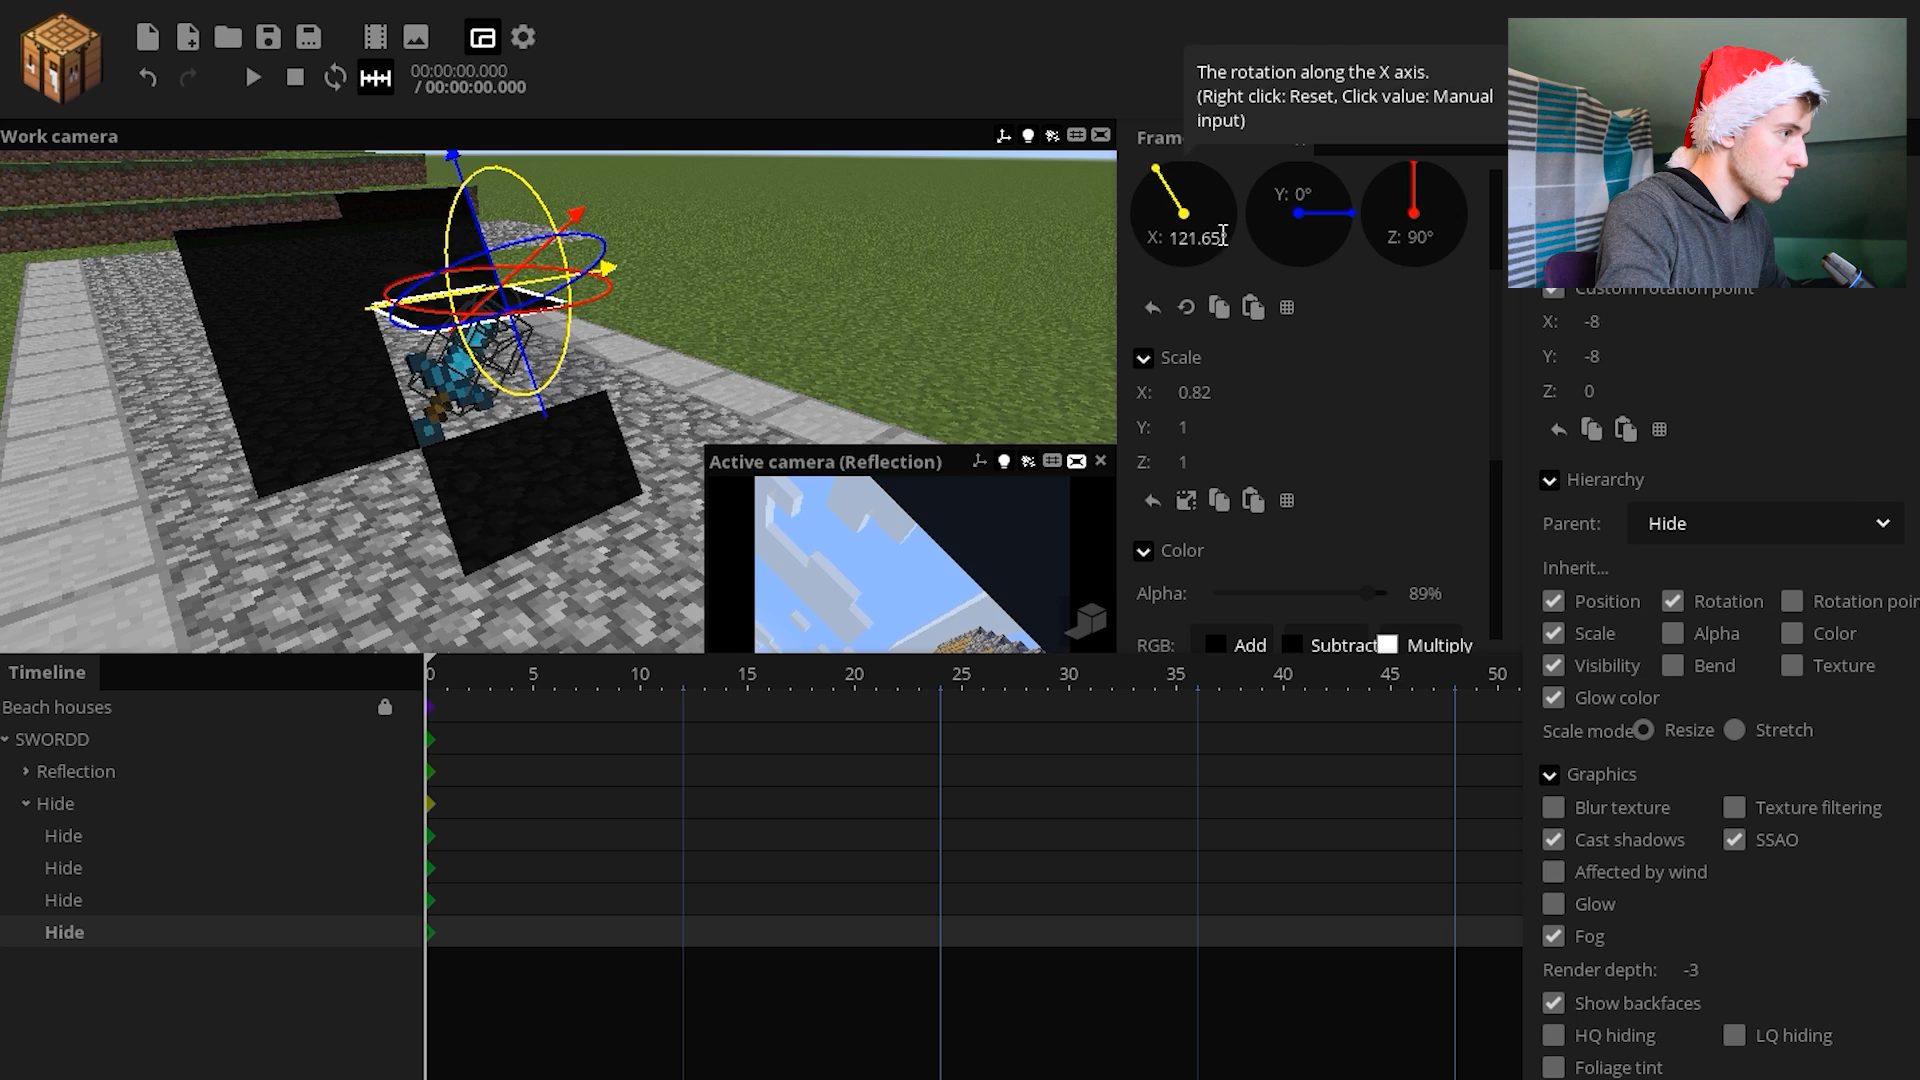 00:00:00.000
/ 00:00:00.000
The rotation along the X axis.
(Right click: Reset, Click value: Manual
input)
Work camera
Fram
X: 121.65
Y: 0°
Z: 90°
Scale
X: 0.82
Y: 1
Z: 1
Color
Alpha: 89%
RGB: Add Subtract Multiply
Custom rotation point
X: -8
Y: -8
Z: 0
Hierarchy
Parent: Hide
Inherit...
Position Rotation Rotation poin
Scale Alpha Color
Visibility Bend Texture
Glow color
Scale mode Resize Stretch
Graphics
Blur texture Texture filtering
Cast shadows SSAO
Affected by wind
Glow
Fog
Render depth: -3
Show backfaces
HQ hiding LQ hiding
Foliage tint
Active camera (Reflection)
Timeline
0 5 10 15 20 25 30 35 40 45 50
Beach houses
SWORDD
Reflection
Hide
Hide
Hide
Hide
Hide